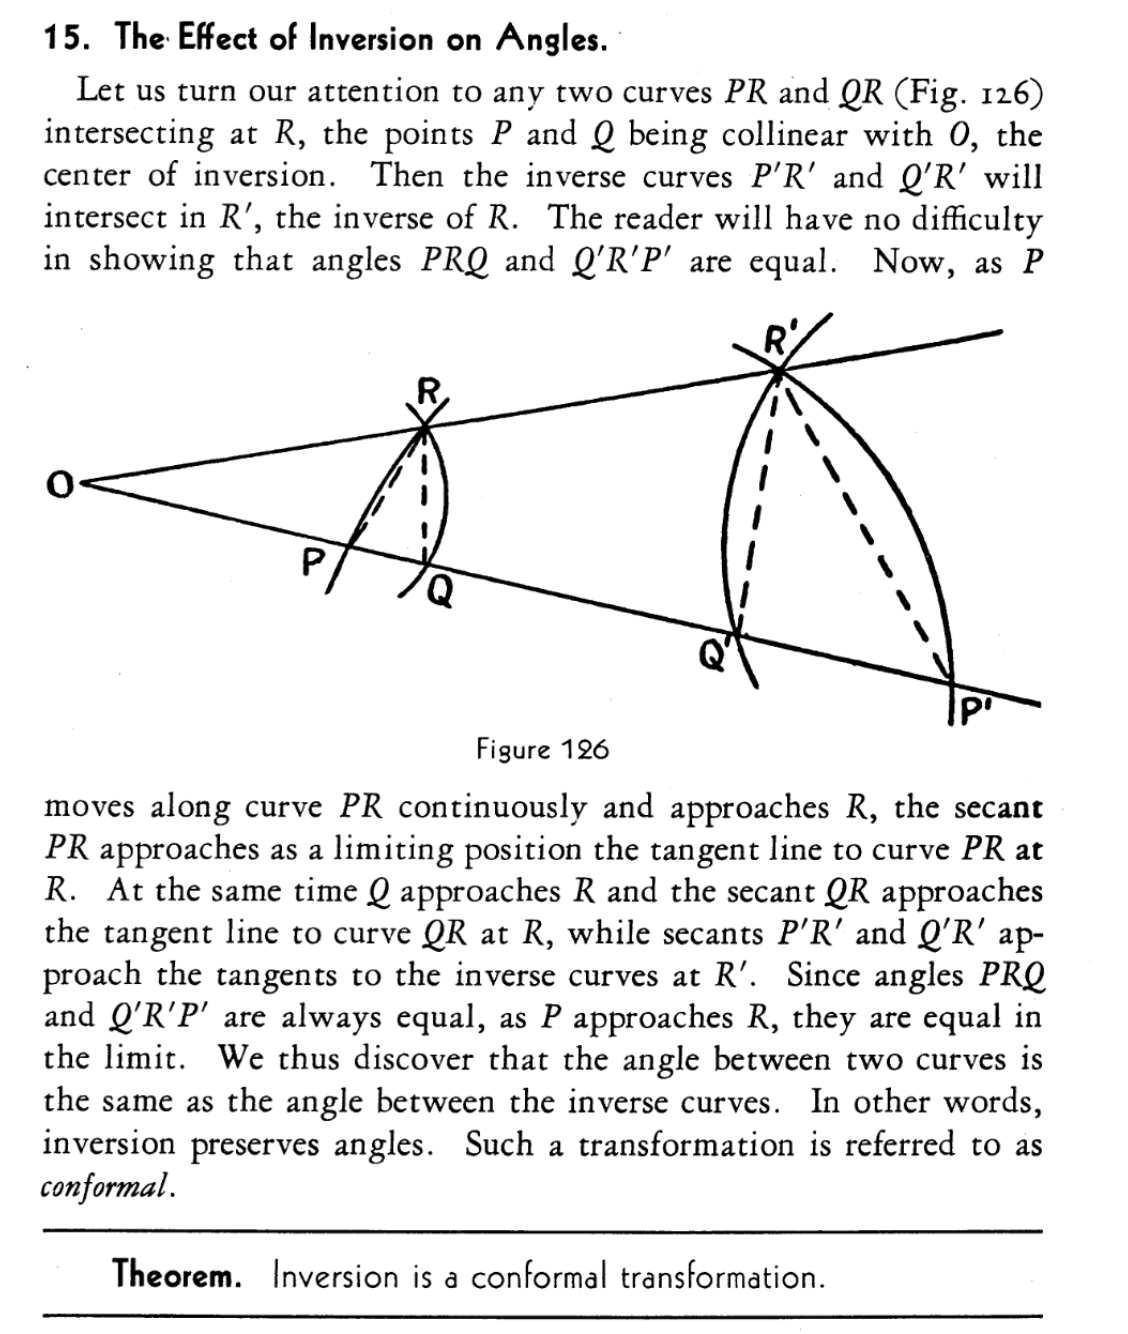 15. The Effect of Inversion on Angles.
Let us turn our attention to any two curves PR and QR (Fig. 126)
intersecting at R, the points P and Q being collinear with O, the
center of inversion. Then the inverse curves P′R′ and Q′R′ will
intersect in R′, the inverse of R. The reader will have no difficulty
in showing that angles PRQ and Q′R′P′ are equal. Now, as P
R'
R
O
P
Q
Q'
P'
Figure 126
moves along curve PR continuously and approaches R, the secant
PR approaches as a limiting position the tangent line to curve PR at
R. At the same time Q approaches R and the secant QR approaches
the tangent line to curve QR at R, while secants P′R′ and Q′R′ ap-
proach the tangents to the inverse curves at R′. Since angles PRQ
and Q′R′P′ are always equal, as P approaches R, they are equal in
the limit. We thus discover that the angle between two curves is
the same as the angle between the inverse curves. In other words,
inversion preserves angles. Such a transformation is referred to as
conformal.
Theorem. Inversion is a conformal transformation.